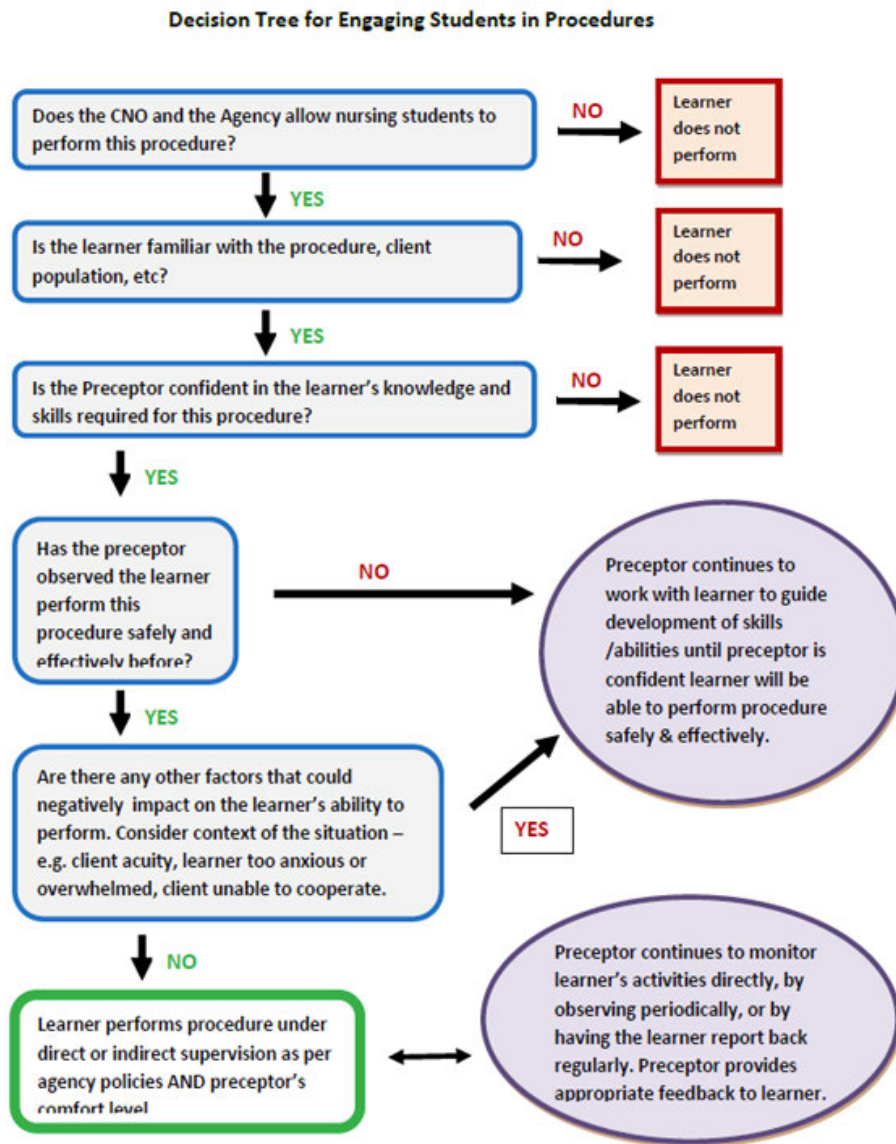 Decision Tree for Engaging Students in Procedures
Does the CNO and the Agency allow nursing students to
perform this procedure?
NO
Learner
does not
perform
YES
Is the learner familiar with the procedure, client
population, etc?
NO
Learner
does not
perform
YES
Is the Preceptor confident in the learner's knowledge and
skills required for this procedure?
NO
Learner
does not
perform
YES
Has the preceptor
observed the learner
perform this
procedure safely and
effectively before?
NO
Preceptor continues to
work with learner to guide
development of skills
/abilities until preceptor is
confident learner will be
able to perform procedure
safely & effectively.
YES
Are there any other factors that could
negatively impact on the learner's ability to
perform. Consider context of the situation –
e.g. client acuity, learner too anxious or
overwhelmed, client unable to cooperate.
YES
NO
Learner performs procedure under
direct or indirect supervision as per
agency policies AND preceptor's
comfort level
Preceptor continues to monitor
learner's activities directly, by
observing periodically, or by
having the learner report back
regularly. Preceptor provides
appropriate feedback to learner.